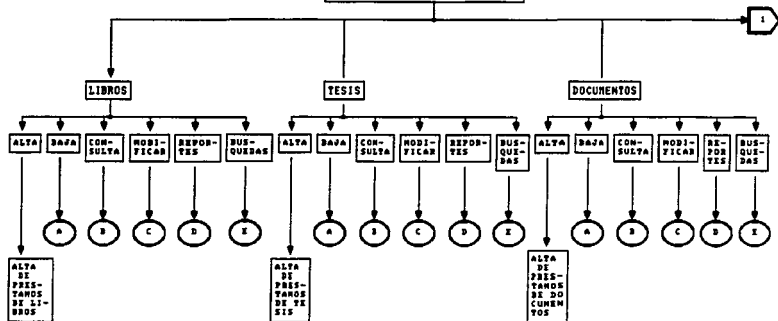 1
LIBROS
TESIS
DOCUMENTOS
ALTA
BAJA
CON-
SULTA
MODI-
FICAR
REPOR-
TES
BUS-
QUEDAS
ALTA
BAJA
CON-
SULTA
MODI-
FICAR
REPOR-
TES
BUS-
QUE-
DAS
ALTA
BAJA
CON-
SULTA
MODI-
FICAR
RE-
POR-
TES
BUS-
QUE-
DAS
A
B
C
D
E
A
B
C
D
E
A
B
C
D
E
ALTA
DE
PRES-
TAMOS
DE LI-
BROS
ALTA
DE
PRES-
TAMOS
DE TE
SIS
ALTA
DE
PRES-
TAMOS
DE DO
CUMEN
TOS